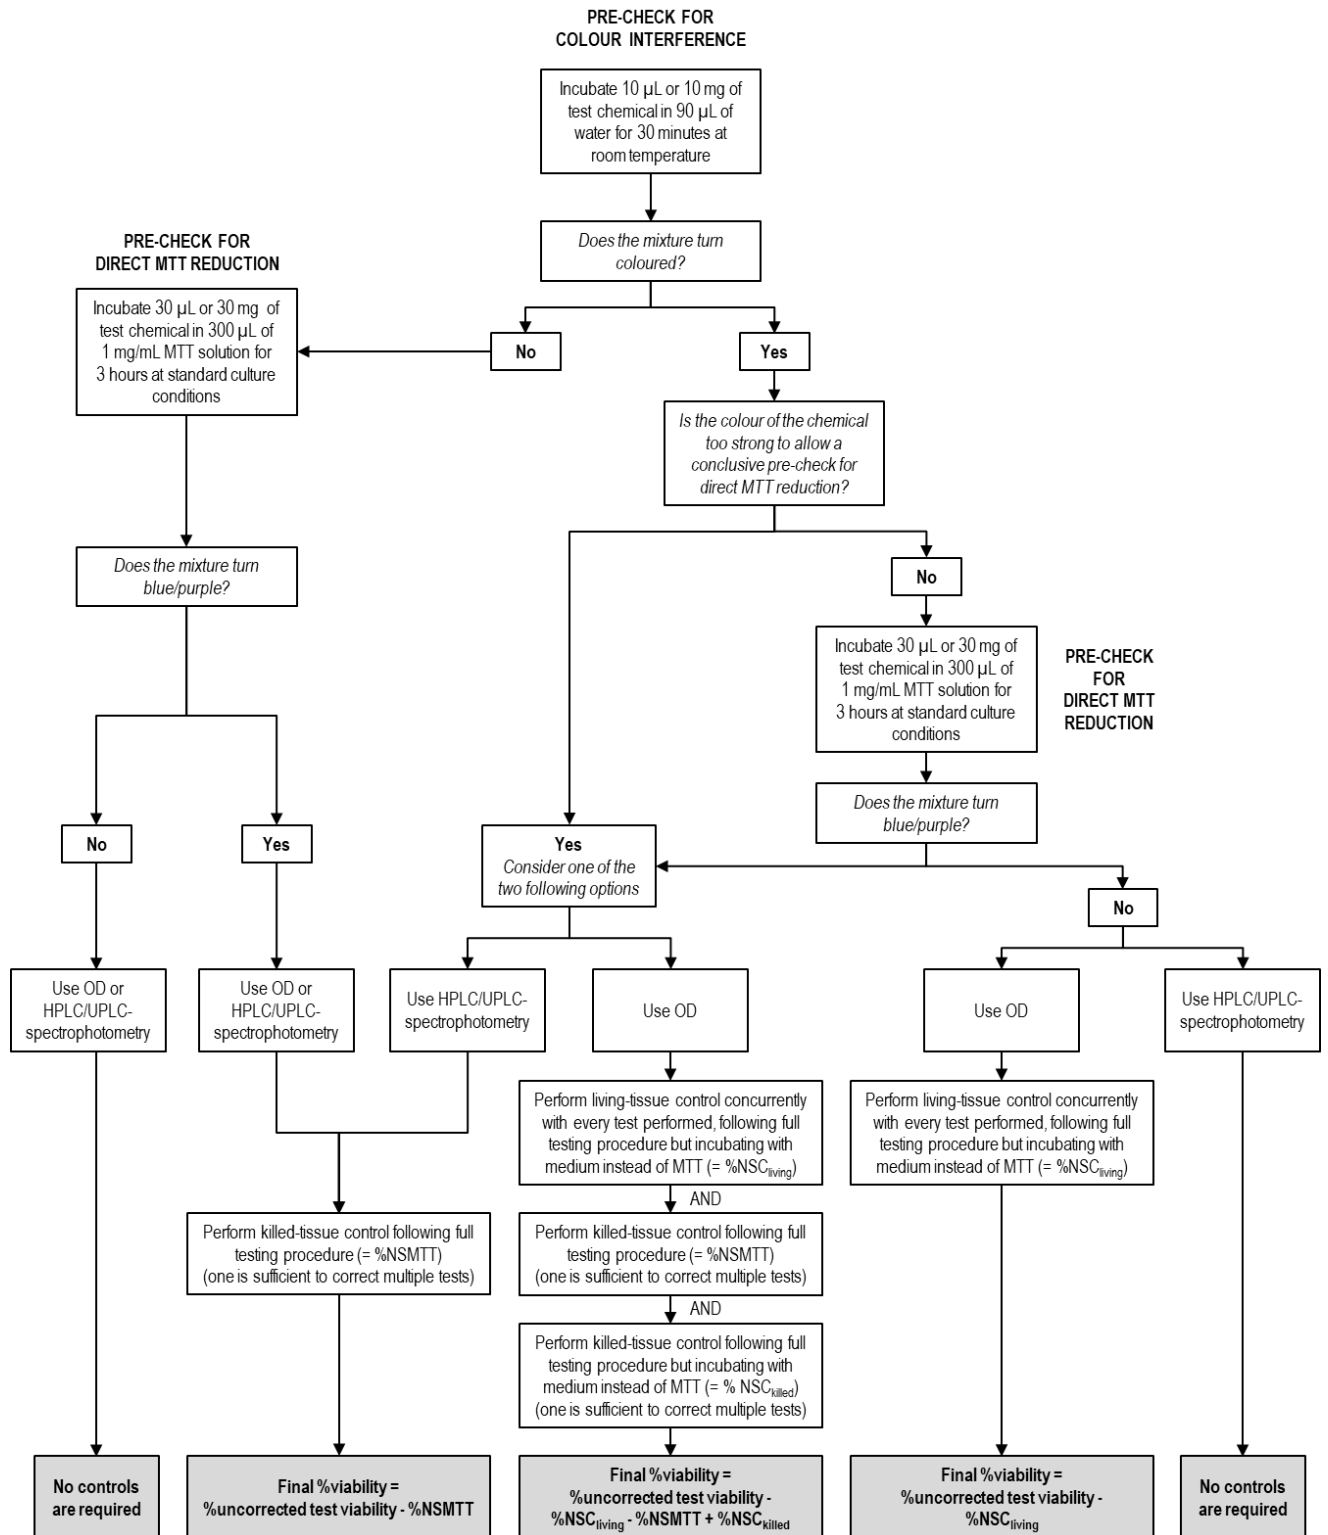 PRE-CHECK FOR
COLOUR INTERFERENCE
Incubate 10 µL or 10 mg of
test chemical in 90 µL of
water for 30 minutes at
room temperature
Does the mixture turn
coloured?
PRE-CHECK FOR
DIRECT MTT REDUCTION
Incubate 30 µL or 30 mg of
test chemical in 300 µL of
1 mg/mL MTT solution for
3 hours at standard culture
conditions
No
Yes
Is the colour of the chemical
too strong to allow a
conclusive pre-check for
direct MTT reduction?
Does the mixture turn
blue/purple?
No
Incubate 30 µL or 30 mg of
test chemical in 300 µL of
1 mg/mL MTT solution for
3 hours at standard culture
conditions
PRE-CHECK
FOR
DIRECT MTT
REDUCTION
Does the mixture turn
blue/purple?
No
Yes
Yes
Consider one of the
two following options
No
Use OD or
HPLC/UPLC-
spectrophotometry
Use OD or
HPLC/UPLC-
spectrophotometry
Use HPLC/UPLC-
spectrophotometry
Use OD
Use OD
Use HPLC/UPLC-
spectrophotometry
Perform living-tissue control concurrently
with every test performed, following full
testing procedure but incubating with
medium instead of MTT (= %NSCliving)
Perform living-tissue control concurrently
with every test performed, following full
testing procedure but incubating with
medium instead of MTT (= %NSCliving)
AND
Perform killed-tissue control following full
testing procedure (= %NSMTT)
(one is sufficient to correct multiple tests)
Perform killed-tissue control following full
testing procedure (= %NSMTT)
(one is sufficient to correct multiple tests)
AND
Perform killed-tissue control following full
testing procedure but incubating with
medium instead of MTT (= % NSCkilled)
(one is sufficient to correct multiple tests)
No controls
are required
Final %viability =
%uncorrected test viability - %NSMTT
Final %viability =
%uncorrected test viability -
%NSCliving - %NSMTT + %NSCkilled
Final %viability =
%uncorrected test viability -
%NSCliving
No controls
are required